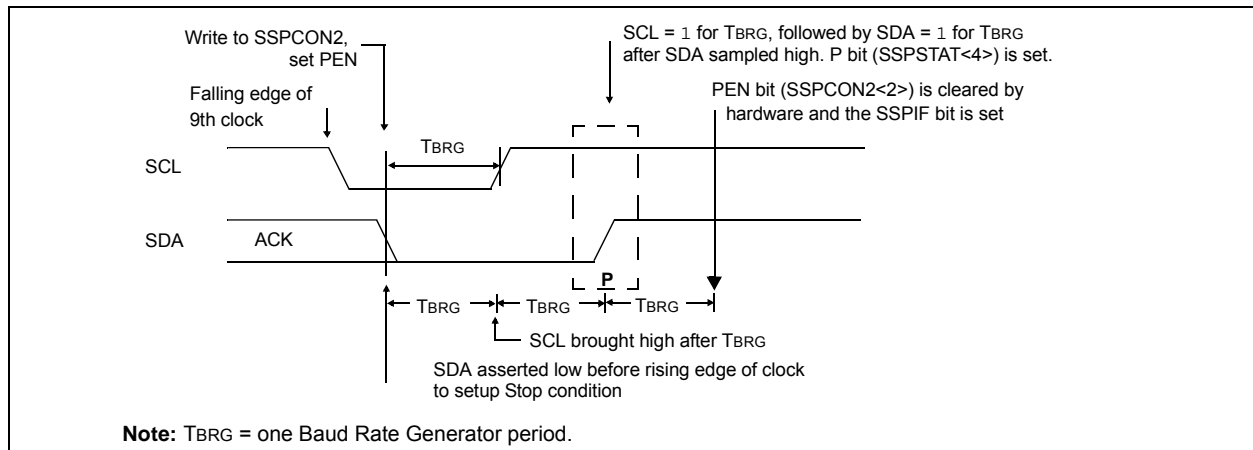 Write to SSPCON2,
set PEN
SCL = 1 for TBRG, followed by SDA = 1 for TBRG
after SDA sampled high. P bit (SSPSTAT<4>) is set.
Falling edge of
9th clock
PEN bit (SSPCON2<2>) is cleared by
hardware and the SSPIF bit is set
TBRG
SCL
SDA
ACK
P
TBRG
TBRG
TBRG
SCL brought high after TBRG
SDA asserted low before rising edge of clock
to setup Stop condition
Note: TBRG = one Baud Rate Generator period.